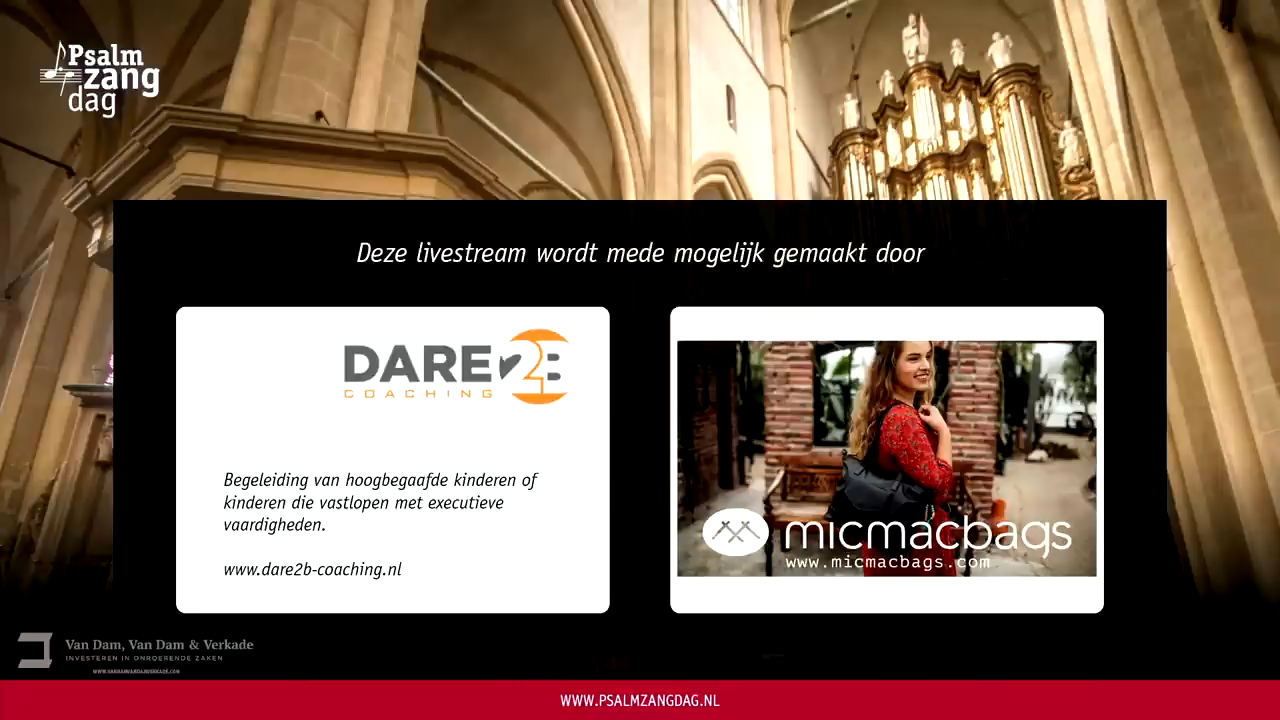 Psalm
zang
dag
Deze livestream wordt mede mogelijk gemaakt door
DARE2B
COACHING
Begeleiding van hoogbegaafde kinderen of
kinderen die vastlopen met executieve
vaardigheden.
www.dare2b-coaching.nl
micmacbags
www.micmacbags.com
Van Dam, Van Dam & Verkade
INVESTEREN IN ONROERENDE ZAKEN
WWW.PSALMZANGDAG.NL